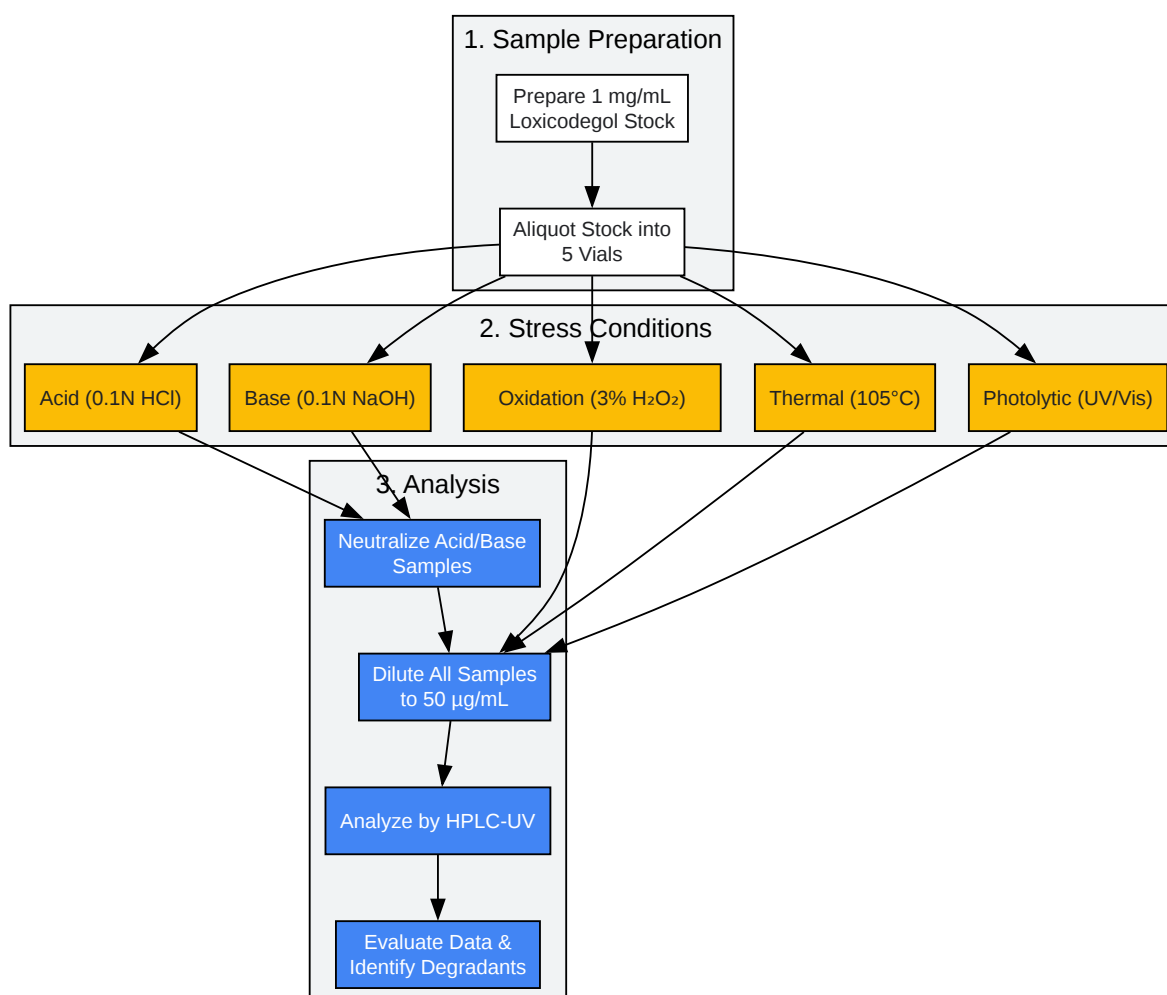 1. Sample Preparation
Prepare 1 mg/mL
Loxicodegol Stock
Aliquot Stock into
5 Vials
2. Stress Conditions
Acid (0.1N HCl)
Base (0.1N NaOH)
Oxidation (3% H₂O₂)
Thermal (105°C)
Photolytic (UV/Vis)
3. Analysis
Neutralize Acid/Base
Samples
Dilute All Samples
to 50 µg/mL
Analyze by HPLC-UV
Evaluate Data &
Identify Degradants